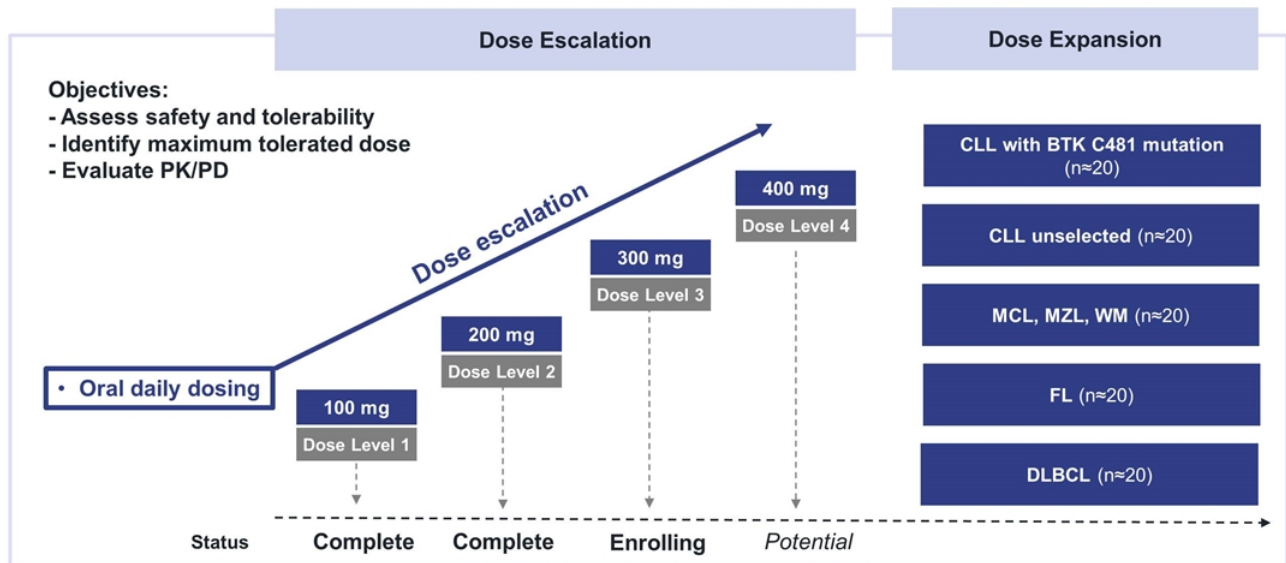 Dose Escalation
Dose Expansion
Objectives:
- Assess safety and tolerability
- Identify maximum tolerated dose
- Evaluate PK/PD
Dose escalation
• Oral daily dosing
100 mg
Dose Level 1
200 mg
Dose Level 2
300 mg
Dose Level 3
400 mg
Dose Level 4
CLL with BTK C481 mutation
(n≈20)
CLL unselected (n≈20)
MCL, MZL, WM (n≈20)
FL (n≈20)
DLBCL (n≈20)
Status
Complete
Complete
Enrolling
Potential